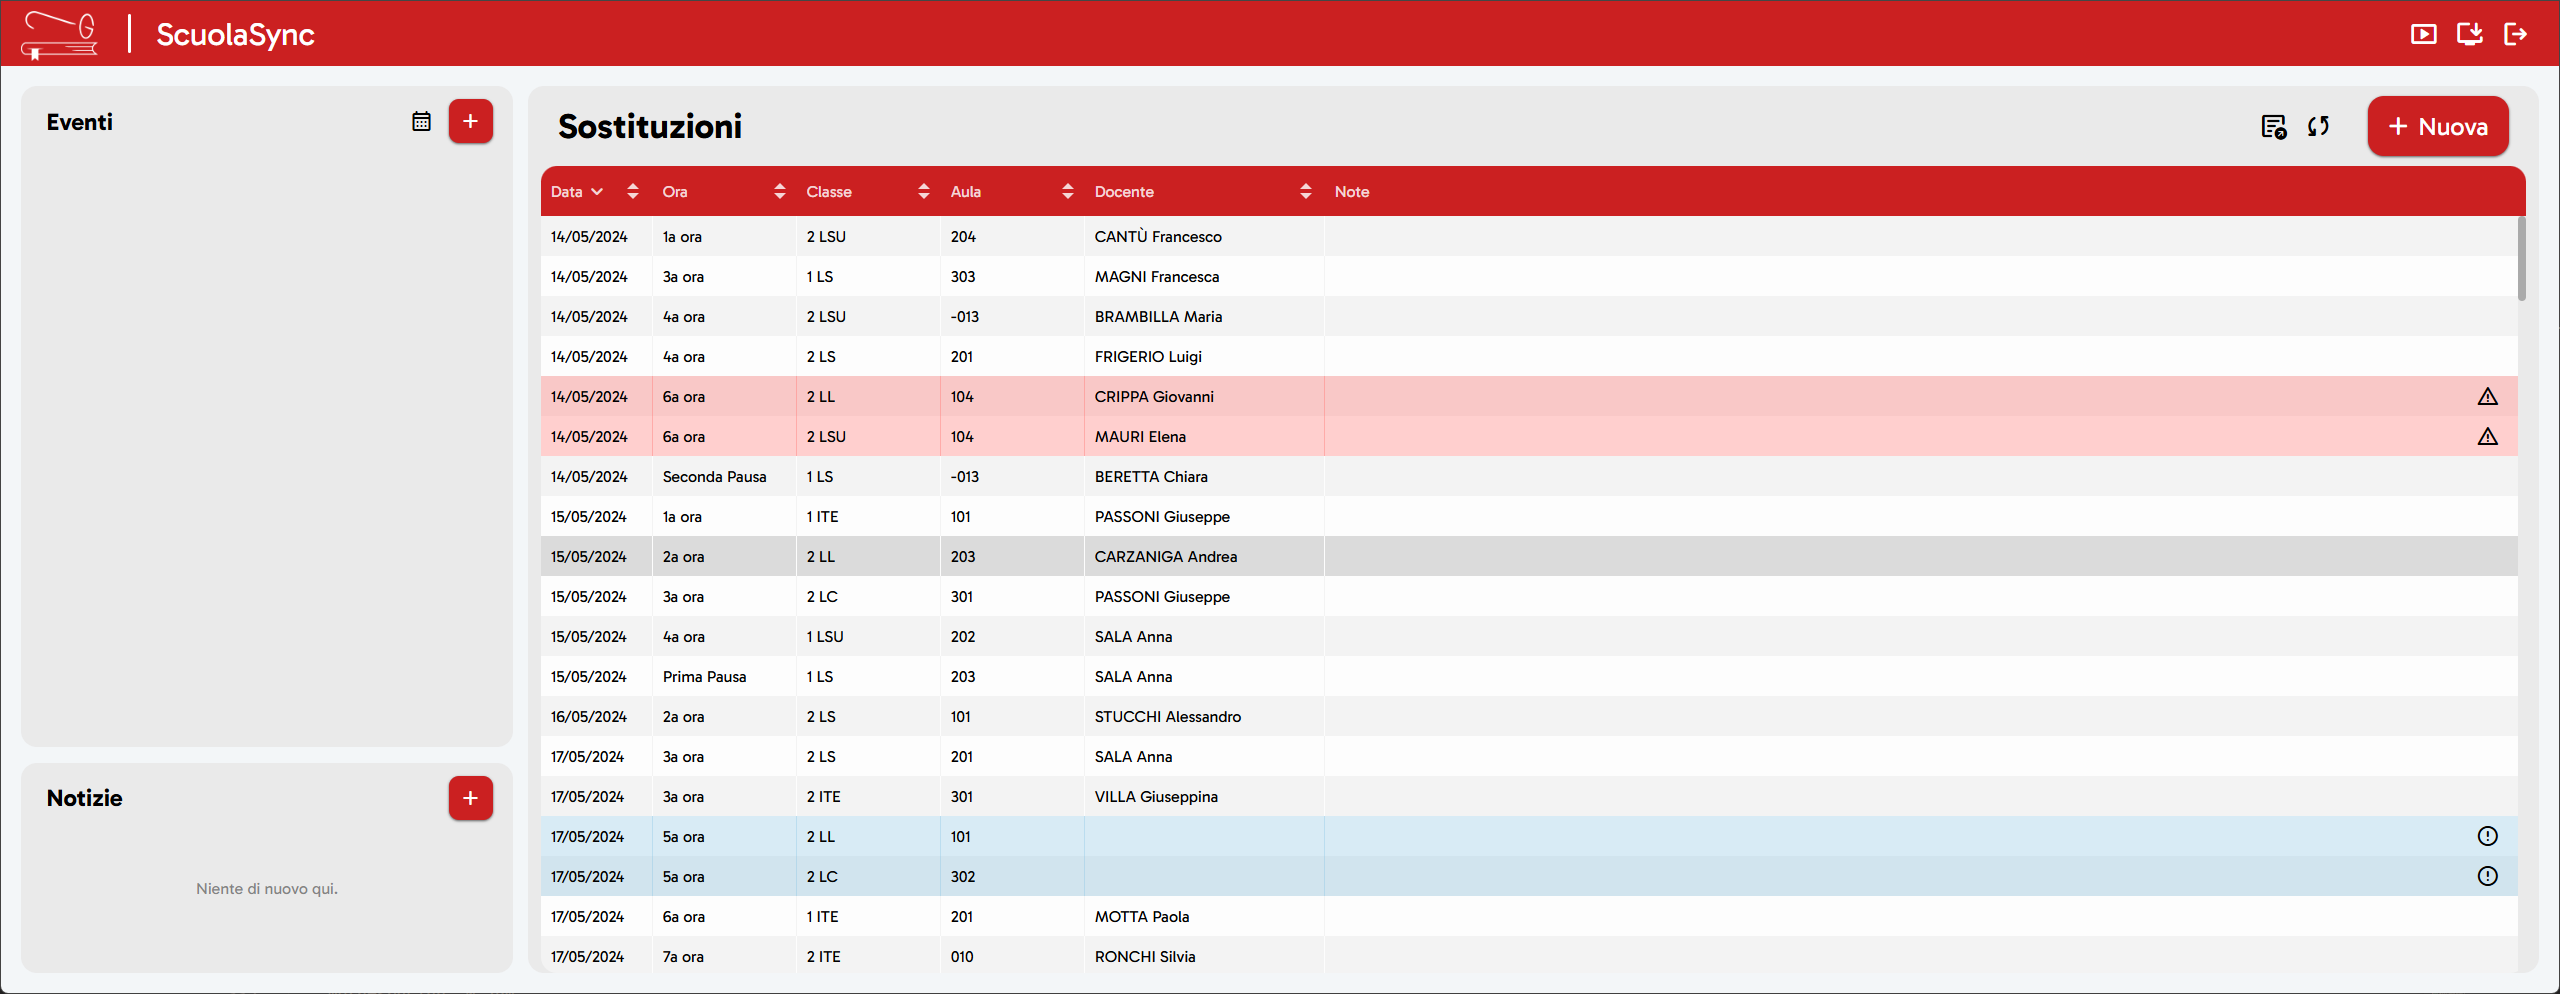 ScuolaSync
Eventi
Notizie
Niente di nuovo qui.
Sostituzioni
Nuova
Data Ora Classe Aula Docente Note
14/05/2024 1a ora 2 LSU 204 CANTÙ Francesco
14/05/2024 3a ora 1 LS 303 MAGNI Francesca
14/05/2024 4a ora 2 LSU -013 BRAMBILLA Maria
14/05/2024 4a ora 2 LS 201 FRIGERIO Luigi
14/05/2024 6a ora 2 LL 104 CRIPPA Giovanni
14/05/2024 6a ora 2 LSU 104 MAURI Elena
14/05/2024 Seconda Pausa 1 LS -013 BERETTA Chiara
15/05/2024 1a ora 1 ITE 101 PASSONI Giuseppe
15/05/2024 2a ora 2 LL 203 CARZANIGA Andrea
15/05/2024 3a ora 2 LC 301 PASSONI Giuseppe
15/05/2024 4a ora 1 LSU 202 SALA Anna
15/05/2024 Prima Pausa 1 LS 203 SALA Anna
16/05/2024 2a ora 2 LS 101 STUCCHI Alessandro
17/05/2024 3a ora 2 LS 201 SALA Anna
17/05/2024 3a ora 2 ITE 301 VILLA Giuseppina
17/05/2024 5a ora 2 LL 101
17/05/2024 5a ora 2 LC 302
17/05/2024 6a ora 1 ITE 201 MOTTA Paola
17/05/2024 7a ora 2 ITE 010 RONCHI Silvia